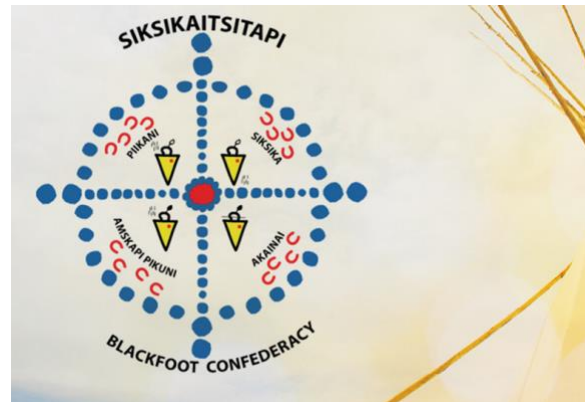 SIKSIKAITSITAPI
PIIKANI
SIKSIKA
AMSKAPI PIKUNI
AKAINAI
BLACKFOOT CONFEDERACY